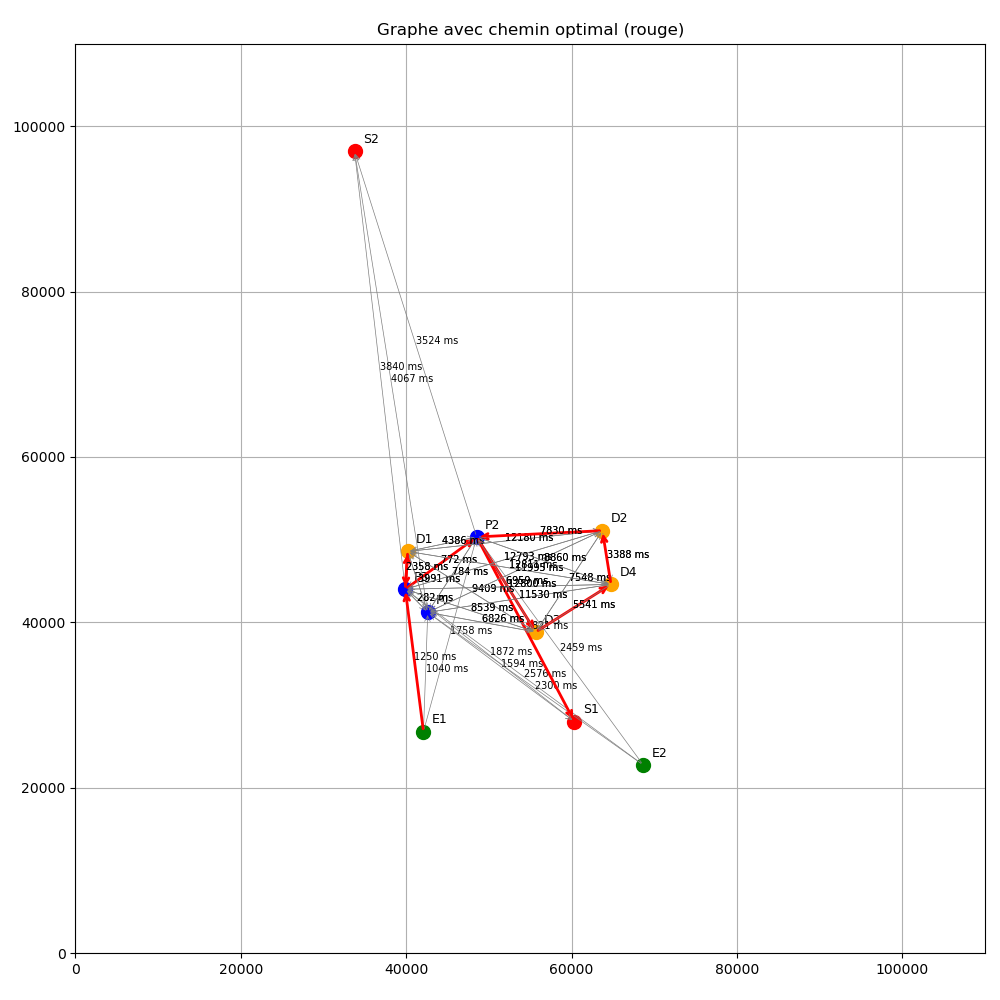 Graphe avec chemin optimal (rouge)
100000
80000
60000
40000
20000
0
0
20000
40000
60000
80000
100000
S2
3524 ms
3840 ms
4067 ms
P2
D2
D1
7830 ms
4386 ms
12180 ms
12793 ms
8860 ms
3388 ms
772 ms
2358 ms
784 ms
3991 ms
6959 ms
7548 ms
9409 ms
11530 ms
D4
282 ms
8539 ms
5541 ms
6826 ms
1758 ms
2459 ms
1872 ms
1250 ms
1594 ms
1040 ms
2576 ms
2300 ms
S1
E1
E2